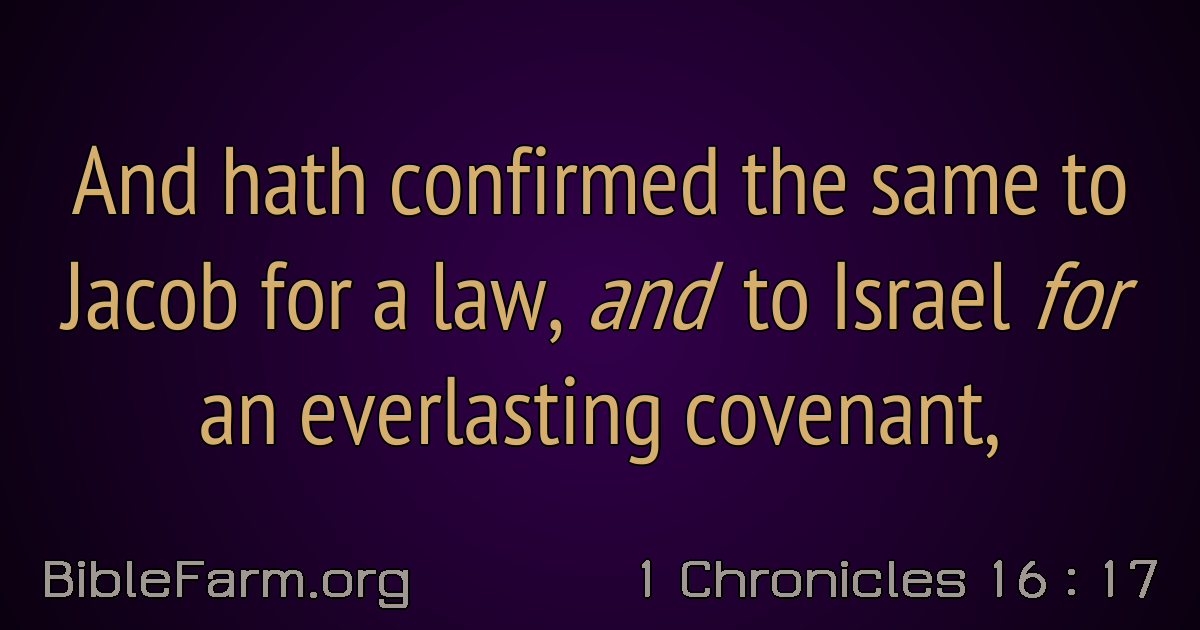 And hath confirmed the same to
Jacob for a law, and to Israel for
an everlasting covenant,
BibleFarm.org
1 Chronicles 16 : 17